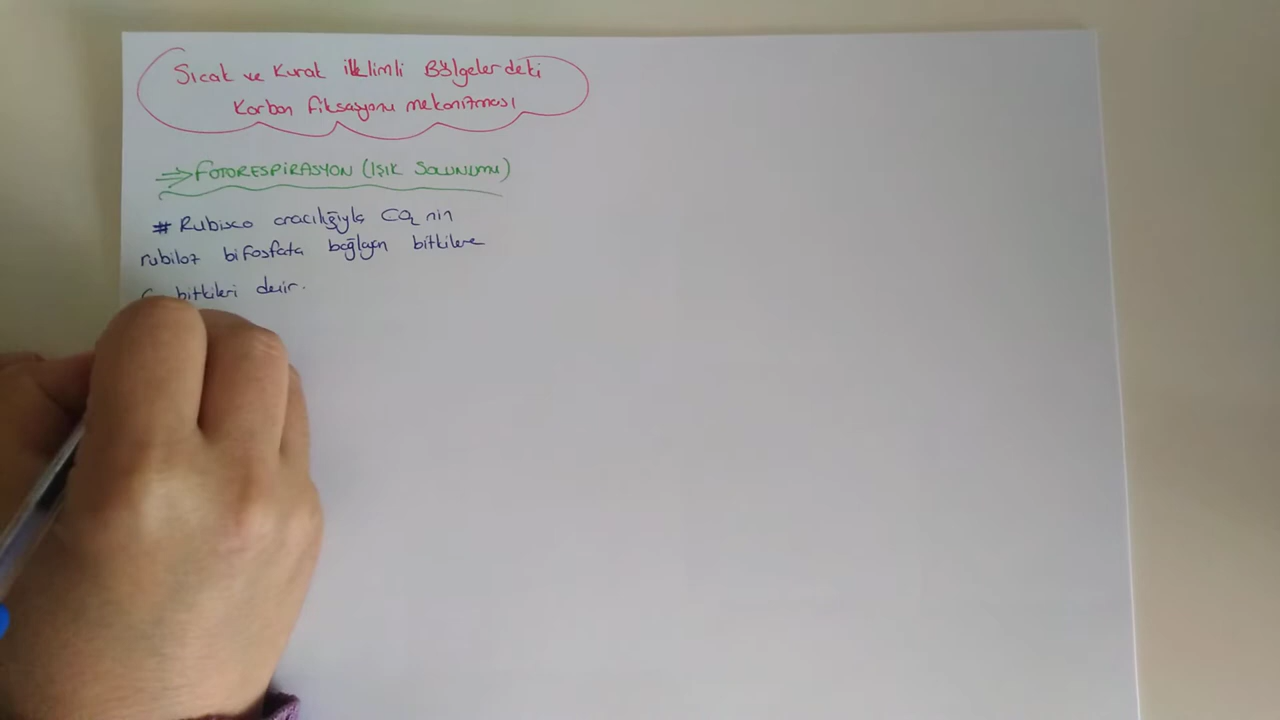 Sıcak ve Kurak iklimli Bölgelerdeki
Karbon fiksasyonu mekanizması
⇒ FOTORESPİRASYON (IŞIK SOLUNUMU)
# Rubisco aracılığıyla CO₂ nin
rubiloz bifosfata bağlayan bitkilere
bitkileri denir.